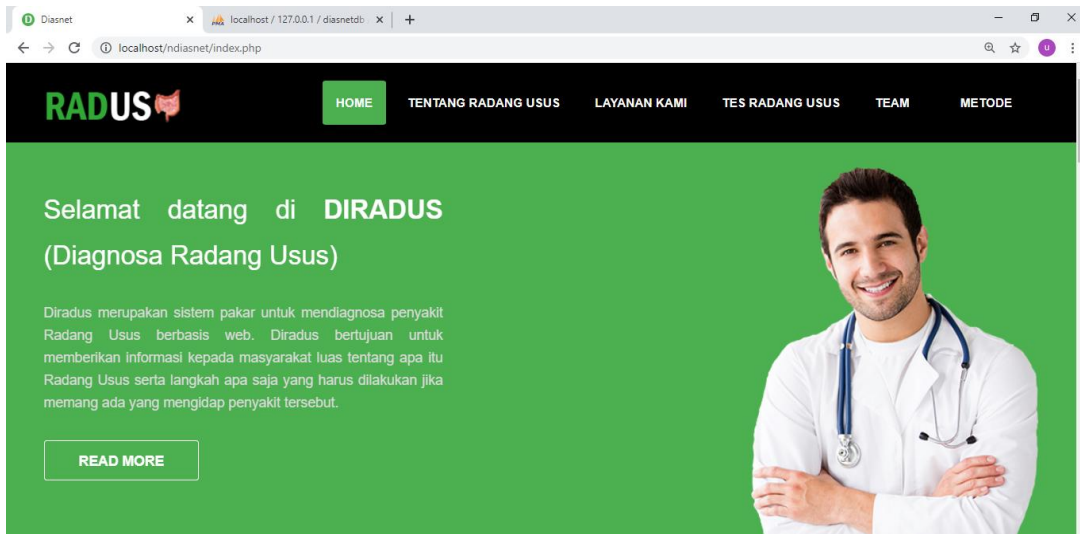 Diasnet
localhost / 127.0.0.1 / diasnetdb
localhost/ndiasnet/index.php
u
RADUS
HOME TENTANG RADANG USUS LAYANAN KAMI TES RADANG USUS TEAM METODE
Selamat datang di DIRADUS
(Diagnosa Radang Usus)
Diradus merupakan sistem pakar untuk mendiagnosa penyakit
Radang Usus berbasis web. Diradus bertujuan untuk
memberikan informasi kepada masyarakat luas tentang apa itu
Radang Usus serta langkah apa saja yang harus dilakukan jika
memang ada yang mengidap penyakit tersebut.
READ MORE